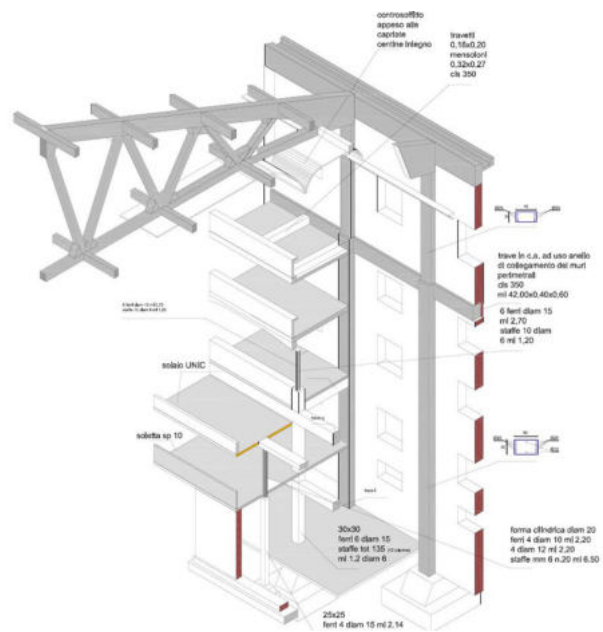 controsoffitto
appeso alle
capriate
centine in legno
travetti
0,18x0,20
mensoloni
0,32x0,27
cls 350
trave in c.a. ad uso anello
di collegamento dei muri
perimetrali
cls 350
ml 42,00x0,40x0,60
6 ferri diam 15
ml 2,70
staffe 10 diam
6 ml 1,20
solaio UNIC
soletta sp 10
30x30
ferri 6 diam 15
staffe tot 135
ml 1.2 diam 6
forma cilindrica diam 20
ferri 4 diam 10 ml 2,20
4 diam 12 ml 2,20
staffe mm 6 n.20 ml 6.50
25x25
ferri 4 diam 15 ml 2,14